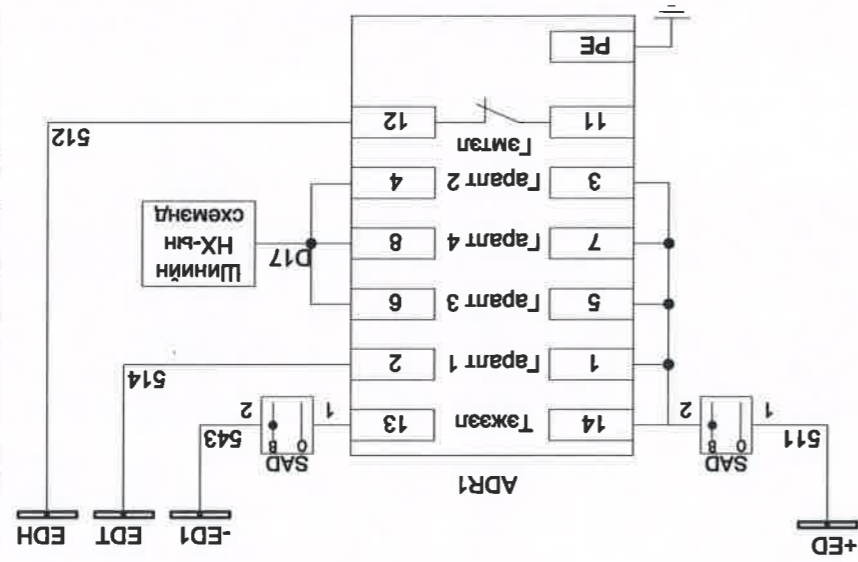 +ED
-ED1
EDT
EDH
ADR1
SAD
O
B
511
1
2
SAD
O
B
1
2
543
14 Тэжээл 13
514
1 Гаралт 1 2
5 Гаралт 3 6
7 Гаралт 4 8
3 Гаралт 2 4
D17
Шиннийн
НХ-ын
схемэнд
Гэмтэл
11 12
512
PE